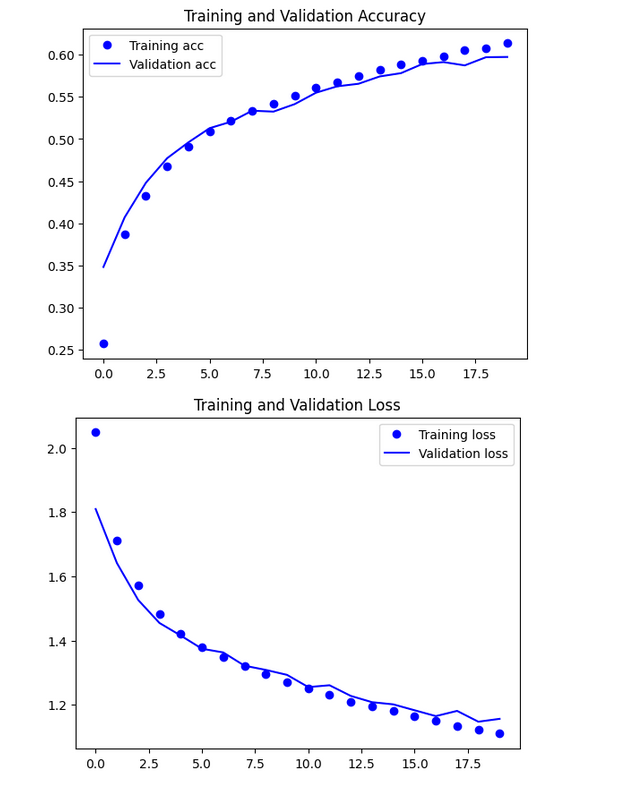 Training and Validation Accuracy
Training acc
Validation acc
0.60
0.55
0.50
0.45
0.40
0.35
0.30
0.25
0.0 2.5 5.0 7.5 10.0 12.5 15.0 17.5
Training and Validation Loss
Training loss
Validation loss
2.0
1.8
1.6
1.4
1.2
0.0 2.5 5.0 7.5 10.0 12.5 15.0 17.5